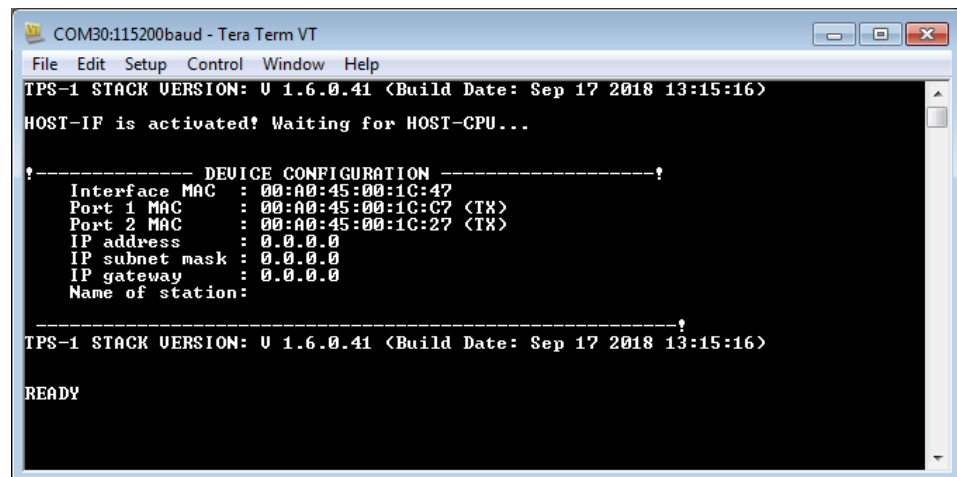 COM30:115200baud - Tera Term VT
File Edit Setup Control Window Help
TPS-1 STACK VERSION: V 1.6.0.41 (Build Date: Sep 17 2018 13:15:16)
HOST-IF is activated! Waiting for HOST-CPU...
!-------------- DEVICE CONFIGURATION -------------------!
Interface MAC : 00:A0:45:00:1C:47
Port 1 MAC : 00:A0:45:00:1C:C7 (TX)
Port 2 MAC : 00:A0:45:00:1C:27 (TX)
IP address : 0.0.0.0
IP subnet mask : 0.0.0.0
IP gateway : 0.0.0.0
Name of station:
---------------------------------------------------------!
TPS-1 STACK VERSION: V 1.6.0.41 (Build Date: Sep 17 2018 13:15:16)
READY